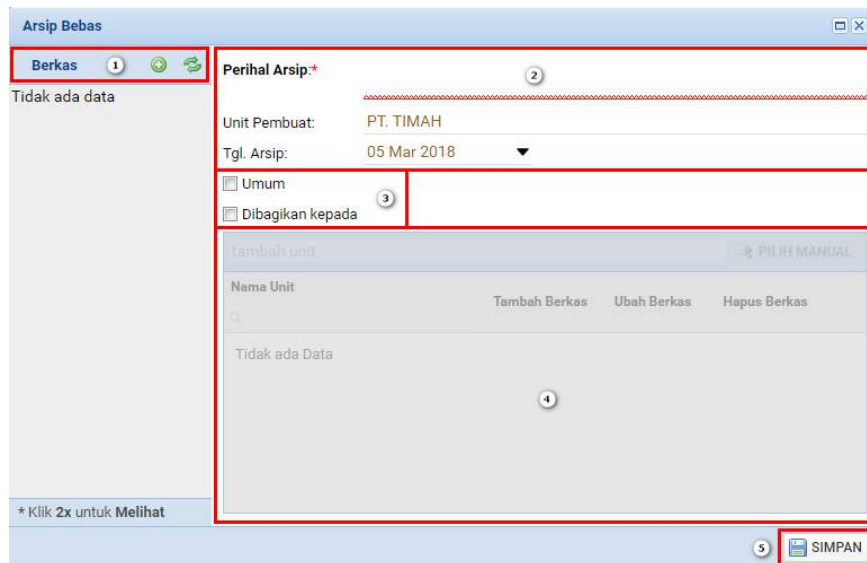 Arsip Bebas
Berkas 1
Tidak ada data
* Klik 2x untuk Melihat
Perihal Arsip:* 2
Unit Pembuat: PT. TIMAH
Tgl. Arsip: 05 Mar 2018
Umum
3
Dibagikan kepada
tambah unit PILIH MANUAL
Nama Unit
Tambah Berkas Ubah Berkas Hapus Berkas
Tidak ada Data
4
5 SIMPAN